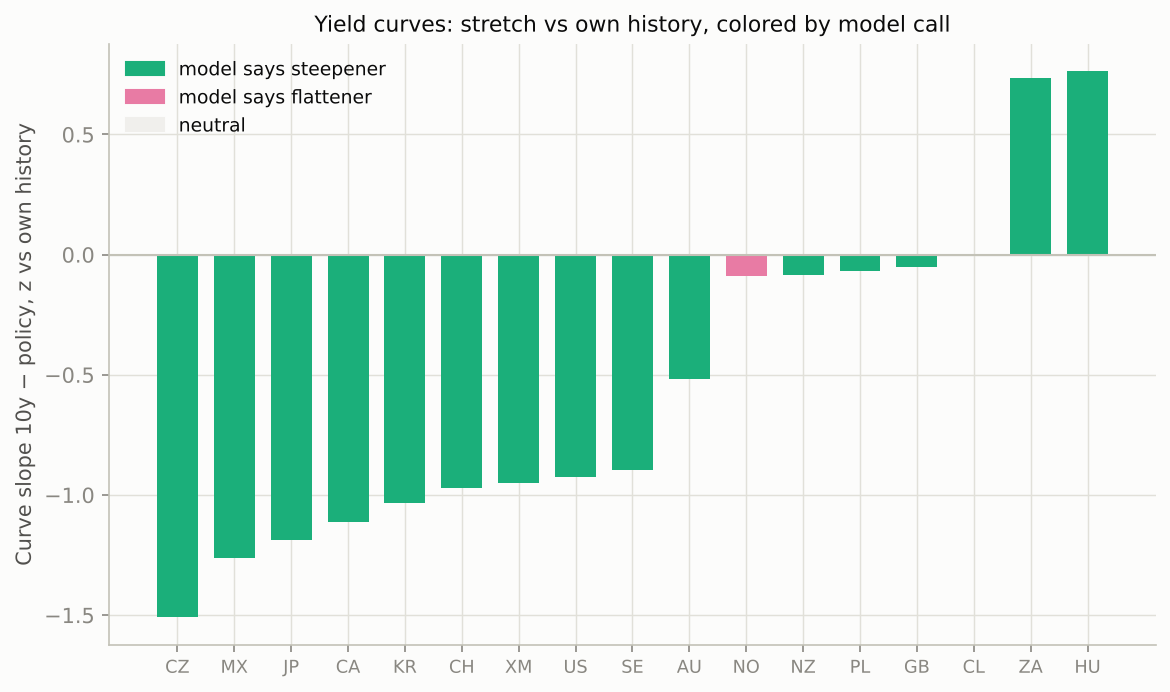 Yield curves: stretch vs own history, colored by model call
model says steepener
model says flattener
neutral
Curve slope 10y − policy, z vs own history
0.5
0.0
−0.5
−1.0
−1.5
CZ MX JP CA KR CH XM US SE AU NO NZ PL GB CL ZA HU